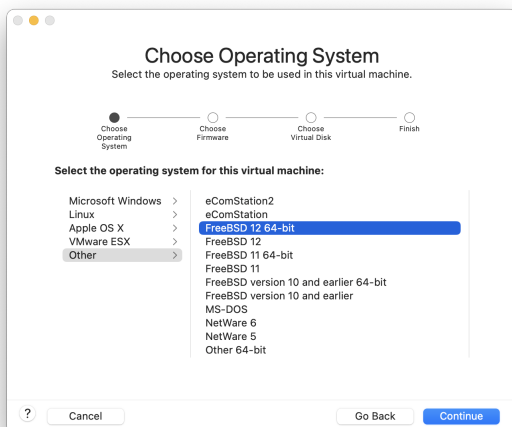 Choose Operating System
Select the operating system to be used in this virtual machine.
Choose
Operating
System
Choose
Firmware
Choose
Virtual Disk
Finish
Select the operating system for this virtual machine:
Microsoft Windows
Linux
Apple OS X
VMware ESX
Other
eComStation2
eComStation
FreeBSD 12 64-bit
FreeBSD 12
FreeBSD 11 64-bit
FreeBSD 11
FreeBSD version 10 and earlier 64-bit
FreeBSD version 10 and earlier
MS-DOS
NetWare 6
NetWare 5
Other 64-bit
? Cancel Go Back Continue